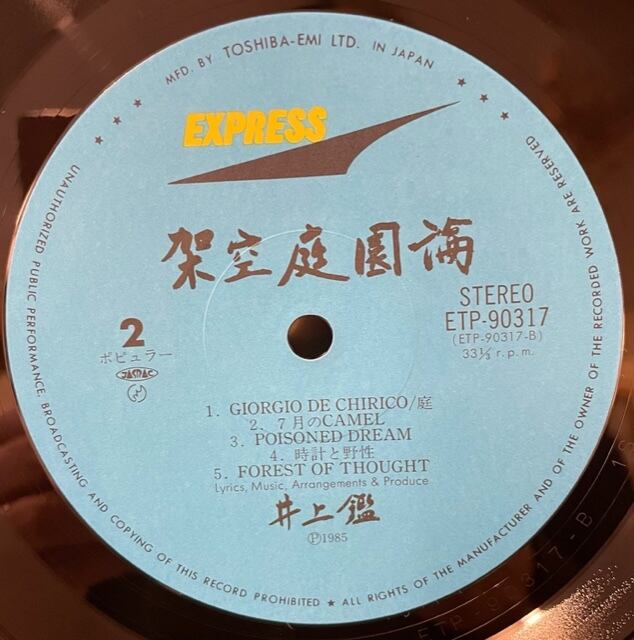 MFD. BY TOSHIBA-EMI LTD. IN JAPAN
EXPRESS
架空庭園論
STEREO
ETP-90317
(ETP-90317-B)
33⅓ r.p.m.
2
ポピュラー
JASRAC
1. GIORGIO DE CHIRICO/庭
2. 7月のCAMEL
3. POISONED DREAM
4. 時計と野性
5. FOREST OF THOUGHT
Lyrics, Music, Arrangements & Produce
井上鑑
Ⓟ1985
UNAUTHORIZED PUBLIC PERFORMANCE, BROADCASTING AND COPYING OF THIS RECORD PROHIBITED ★ ALL RIGHTS OF THE MANUFACTURER AND OF THE OWNER OF THE RECORDED WORK ARE RESERVED
ETP-90317-B